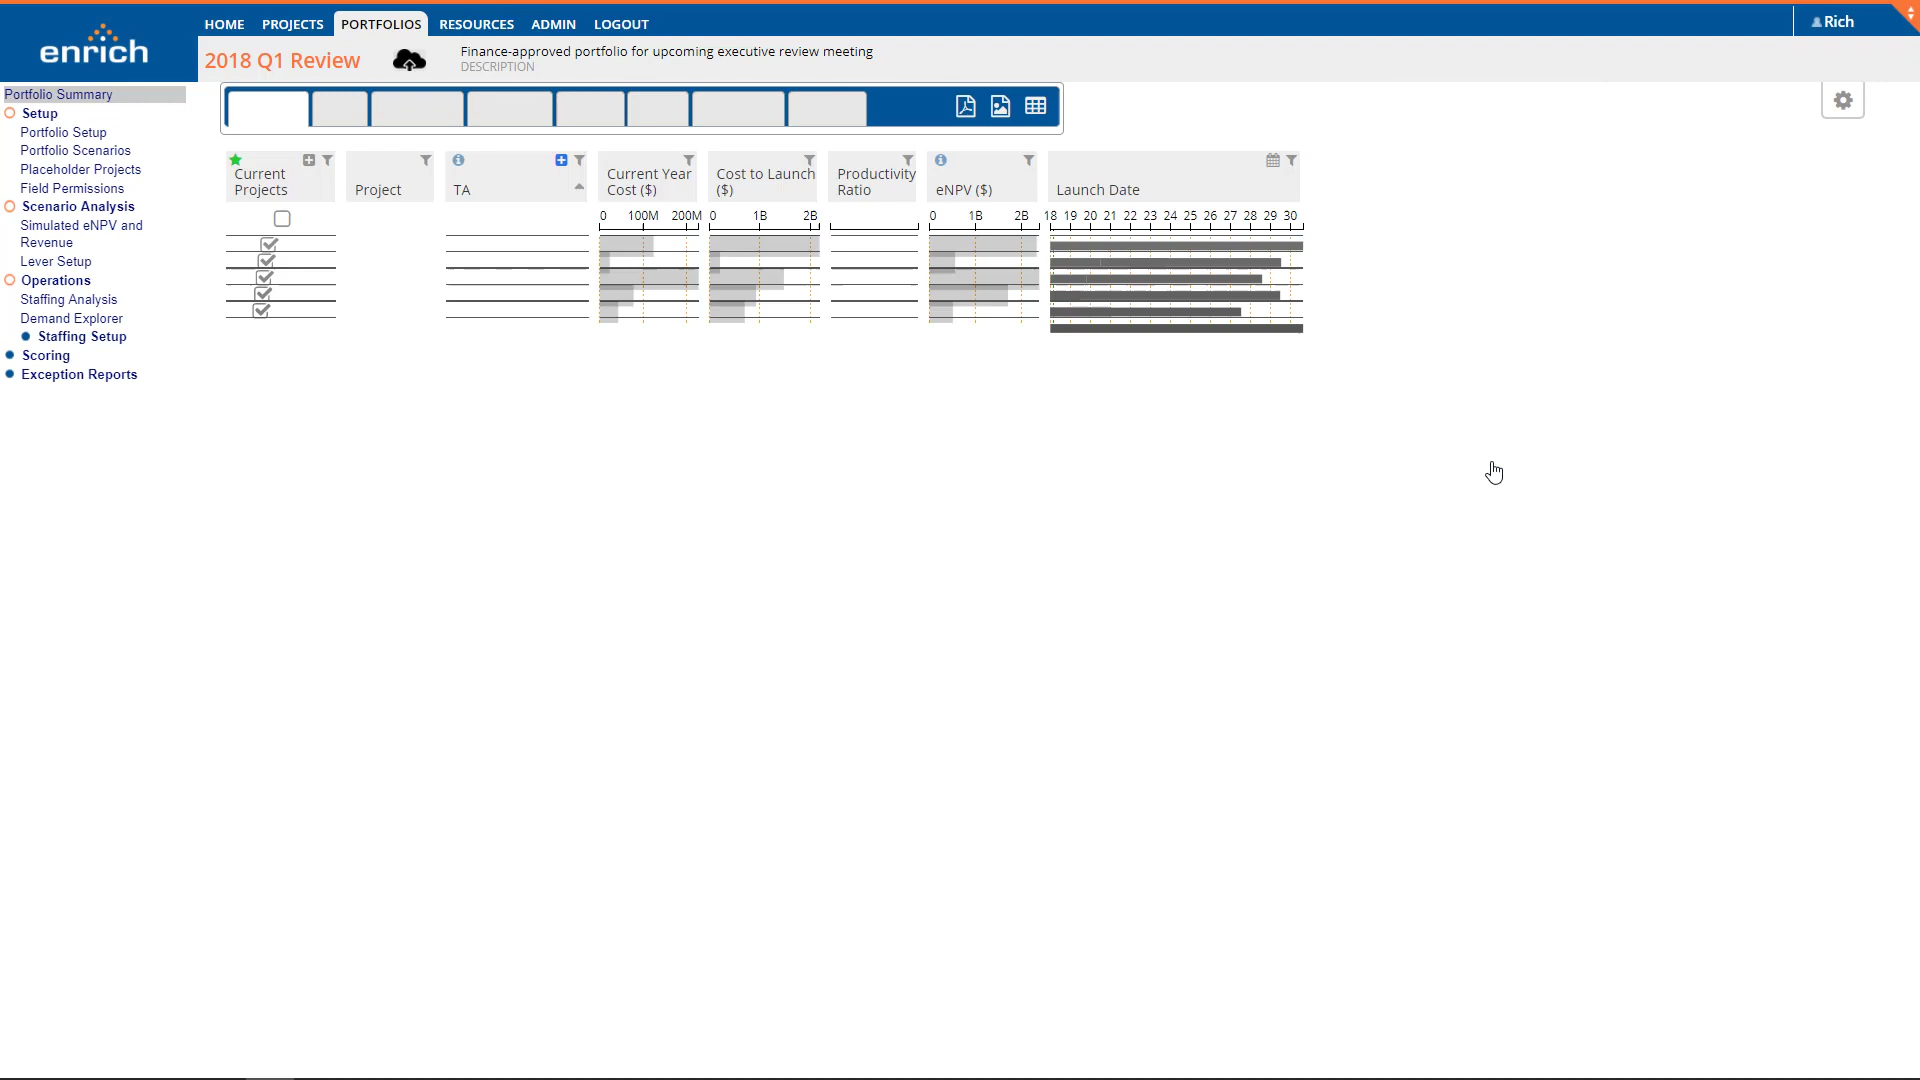 enrich
HOME PROJECTS PORTFOLIOS RESOURCES ADMIN LOGOUT
Rich
2018 Q1 Review
Finance-approved portfolio for upcoming executive review meeting
DESCRIPTION
Portfolio Summary
Setup
Portfolio Setup
Portfolio Scenarios
Placeholder Projects
Field Permissions
Scenario Analysis
Simulated eNPV and
Revenue
Lever Setup
Operations
Staffing Analysis
Demand Explorer
Staffing Setup
Scoring
Exception Reports
Current
Projects
Project
TA
Current Year
Cost ($)
Cost to Launch
($)
Productivity
Ratio
eNPV ($)
Launch Date
0 100M 200M
0 1B 2B
0 1B 2B
18 19 20 21 22 23 24 25 26 27 28 29 30